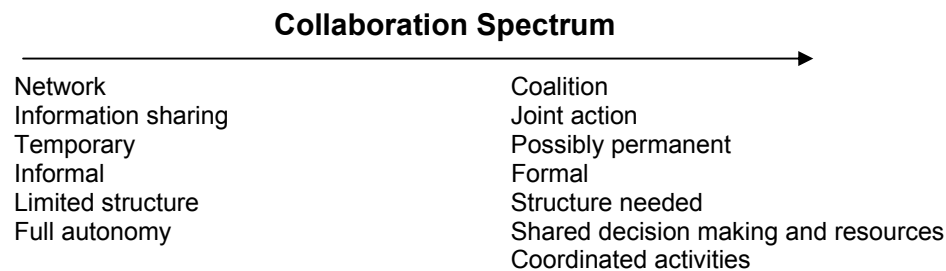 Collaboration Spectrum
Network
Information sharing
Temporary
Informal
Limited structure
Full autonomy
Coalition
Joint action
Possibly permanent
Formal
Structure needed
Shared decision making and resources
Coordinated activities